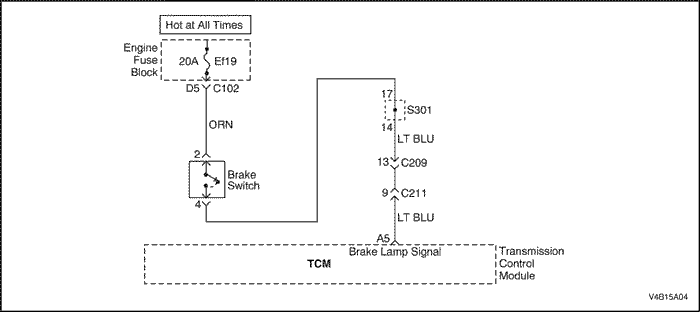 Hot at All Times
Engine
Fuse
Block
20A
Ef19
D5
C102
ORN
2
Brake
Switch
4
17
S301
14
LT BLU
13
C209
9
C211
LT BLU
A5
Brake Lamp Signal
TCM
Transmission
Control
Module
V4B15A04